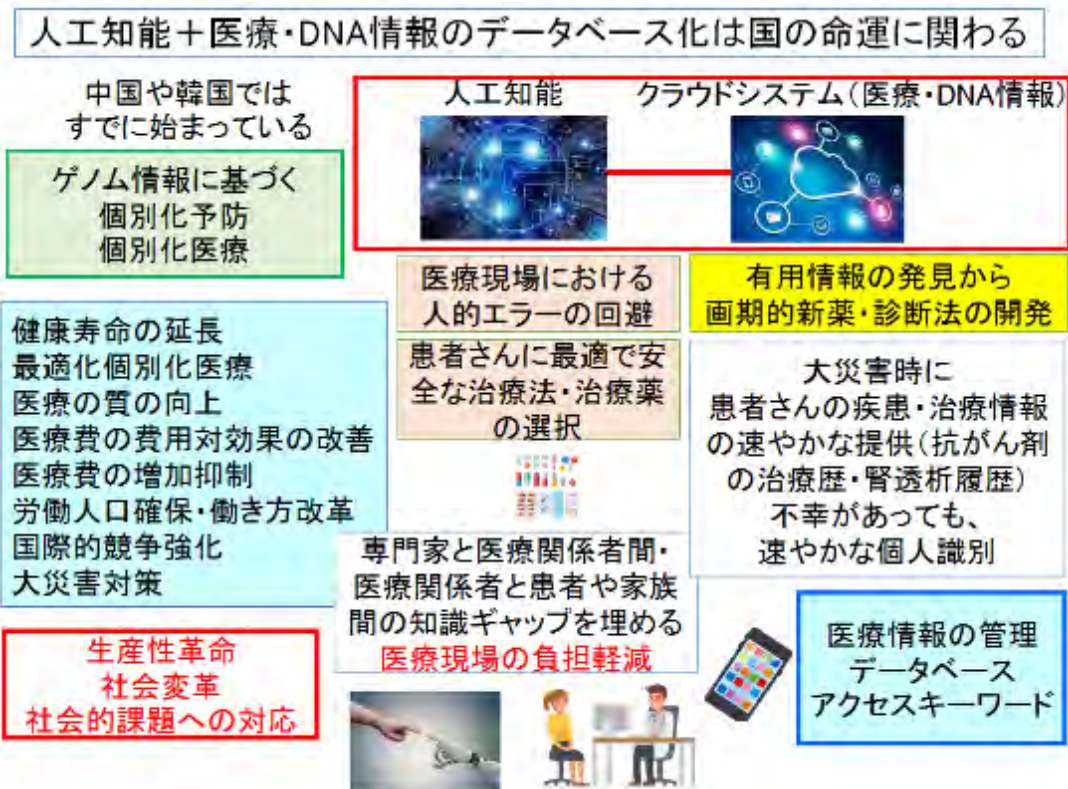 人工知能＋医療・DNA情報のデータベース化は国の命運に関わる
中国や韓国では
すでに始まっている
ゲノム情報に基づく
個別化予防
個別化医療
人工知能
クラウドシステム（医療・DNA情報）
医療現場における
人的エラーの回避
有用情報の発見から
画期的新薬・診断法の開発
健康寿命の延長
最適化個別化医療
医療の質の向上
医療費の費用対効果の改善
医療費の増加抑制
労働人口確保・働き方改革
国際的競争強化
大災害対策
患者さんに最適で安
全な治療法・治療薬
の選択
大災害時に
患者さんの疾患・治療情報
の速やかな提供（抗がん剤
の治療歴・腎透析履歴）
不幸があっても、
速やかな個人識別
専門家と医療関係者間・
医療関係者と患者や家族
間の知識ギャップを埋める
医療現場の負担軽減
生産性革命
社会変革
社会的課題への対応
医療情報の管理
データベース
アクセスキーワード